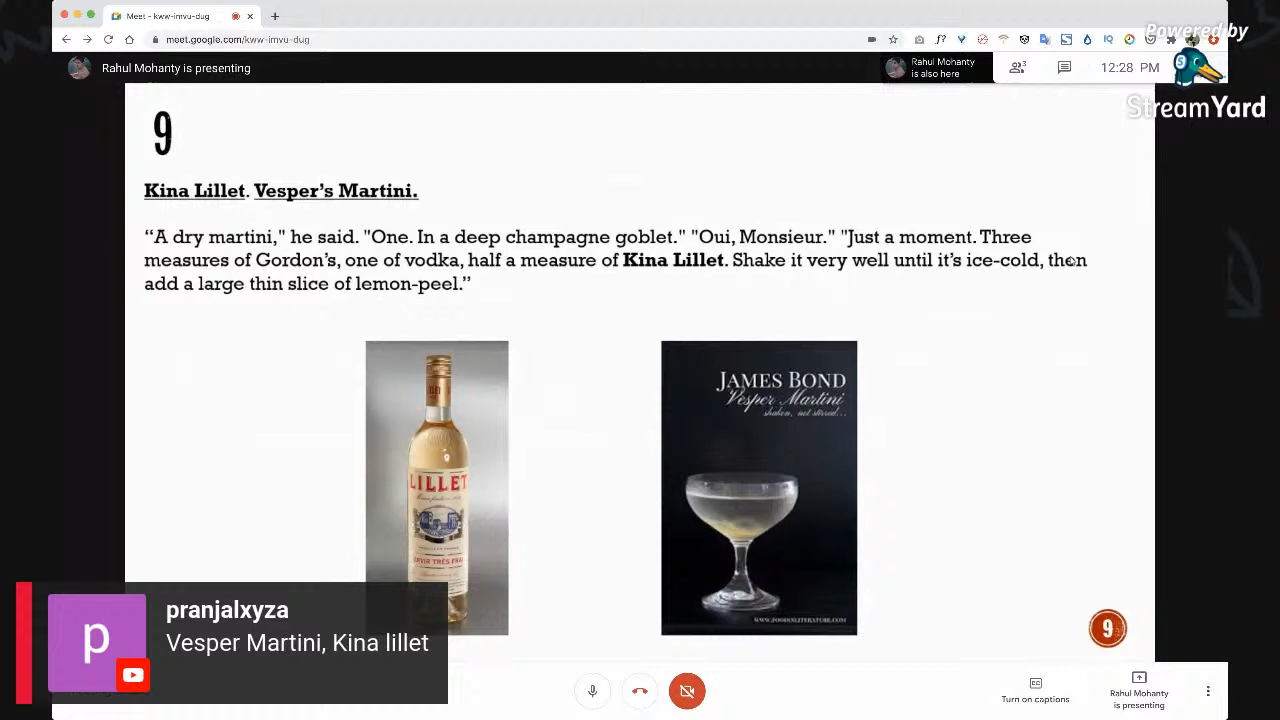 Meet - kww-imvu-dug
meet.google.com/kww-imvu-dug
Powered by
StreamYard
Rahul Mohanty is presenting
Rahul Mohanty
is also here
3
12:28 PM
9
Kina Lillet. Vesper's Martini.
“A dry martini," he said. "One. In a deep champagne goblet." "Oui, Monsieur." "Just a moment. Three
measures of Gordon's, one of vodka, half a measure of Kina Lillet. Shake it very well until it's ice-cold, then
add a large thin slice of lemon-peel.”
LILLET
JAMES BOND
Vesper Martini
shaken, not stirred...
WWW.FOODINLITERATURE.COM
9
p
pranjalxyza
Vesper Martini, Kina lillet
Turn on captions
Rahul Mohanty
is presenting